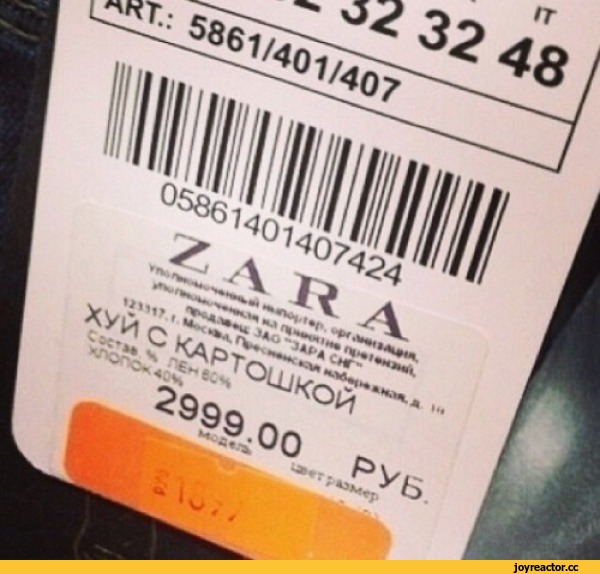 32 32 48
IT
ART.: 5861/401/407
05861401407424
ZARA
Уполномоченный импортер, организация,
уполномоченная на принятие претензий,
продавец: ЗАО "ЗАРА СНГ"
123317, г. Москва, Пресненская набережная, д. 10
ХУЙ С КАРТОШКОЙ
Состав, % ЛЕН 60%
ХЛОПОК 40%
2999.00 РУБ.
модель цвет размер
joyreactor.cc